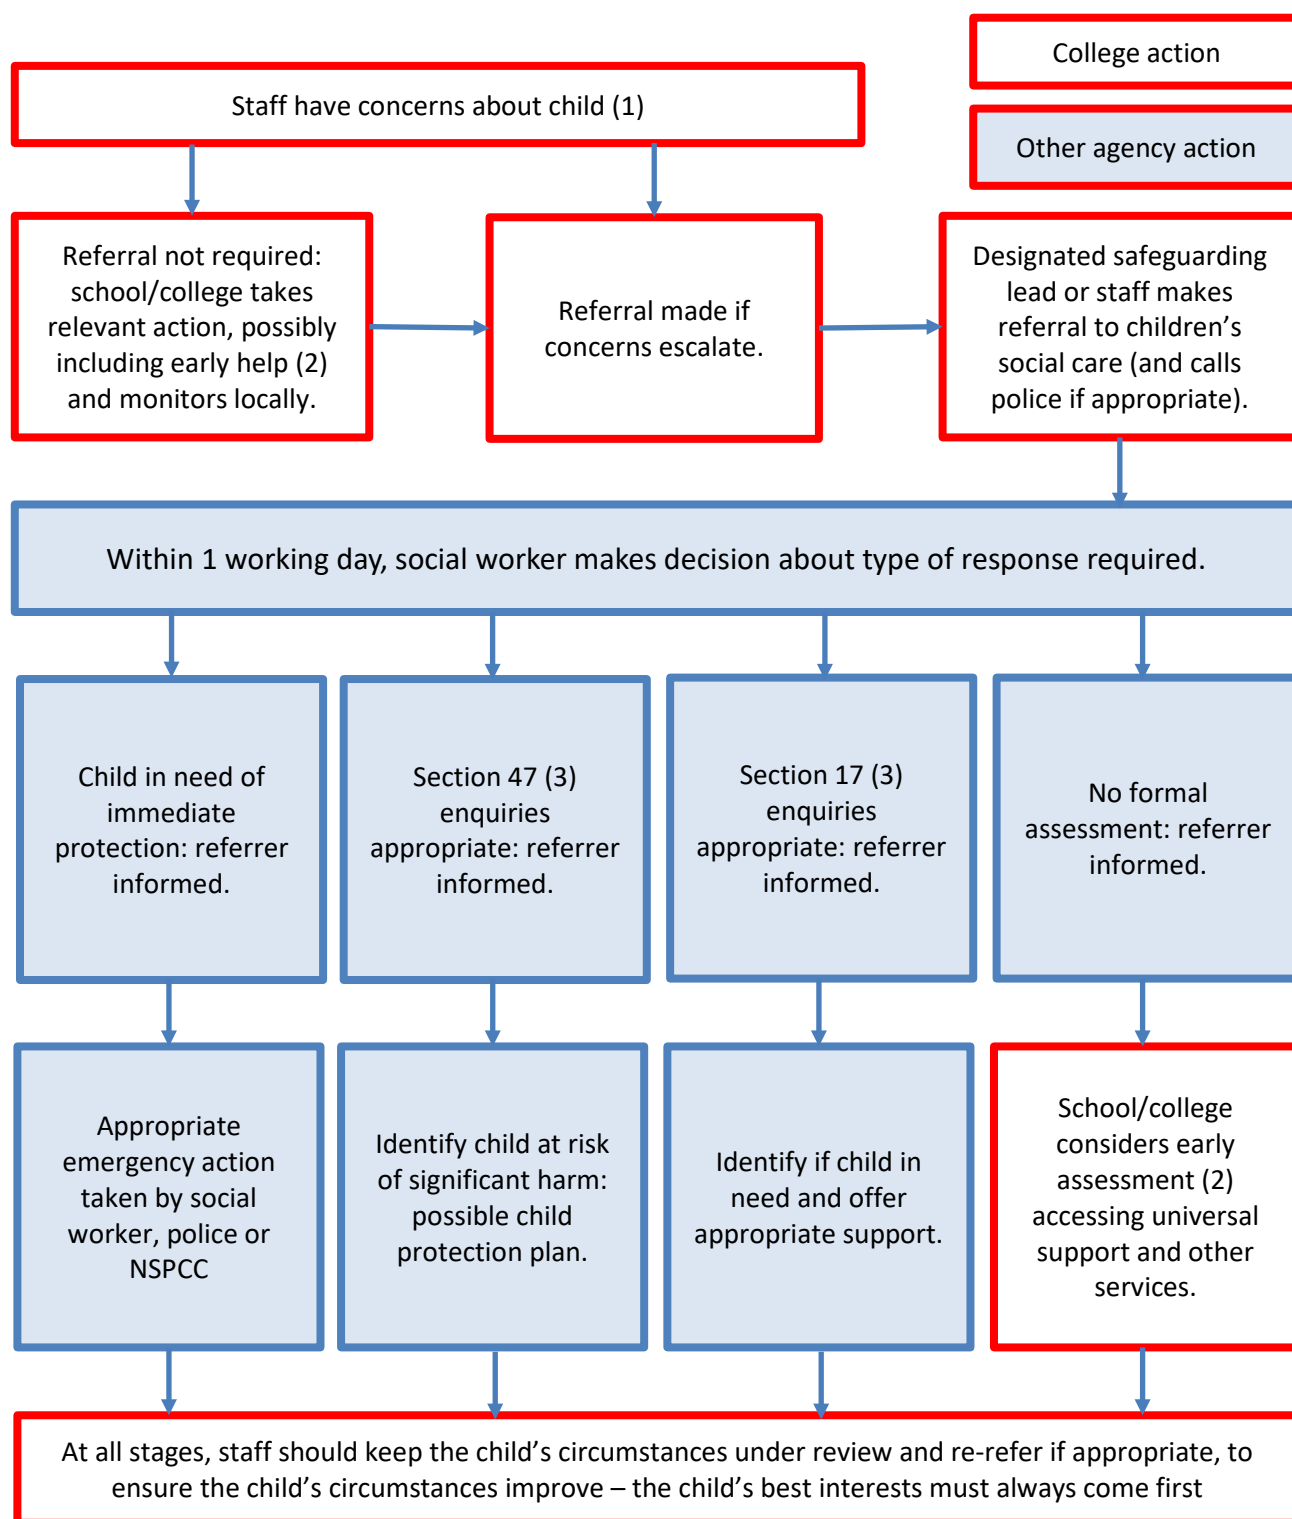 College action
Staff have concerns about child (1)
Other agency action
Referral not required:
school/college takes
relevant action, possibly
including early help (2)
and monitors locally.
Referral made if
concerns escalate.
Designated safeguarding
lead or staff makes
referral to children’s
social care (and calls
police if appropriate).
Within 1 working day, social worker makes decision about type of response required.
Child in need of
immediate
protection: referrer
informed.
Section 47 (3)
enquiries
appropriate: referrer
informed.
Section 17 (3)
enquiries
appropriate: referrer
informed.
No formal
assessment: referrer
informed.
Appropriate
emergency action
taken by social
worker, police or
NSPCC
Identify child at risk
of significant harm:
possible child
protection plan.
Identify if child in
need and offer
appropriate support.
School/college
considers early
assessment (2)
accessing universal
support and other
services.
At all stages, staff should keep the child’s circumstances under review and re-refer if appropriate, to
ensure the child’s circumstances improve – the child’s best interests must always come first